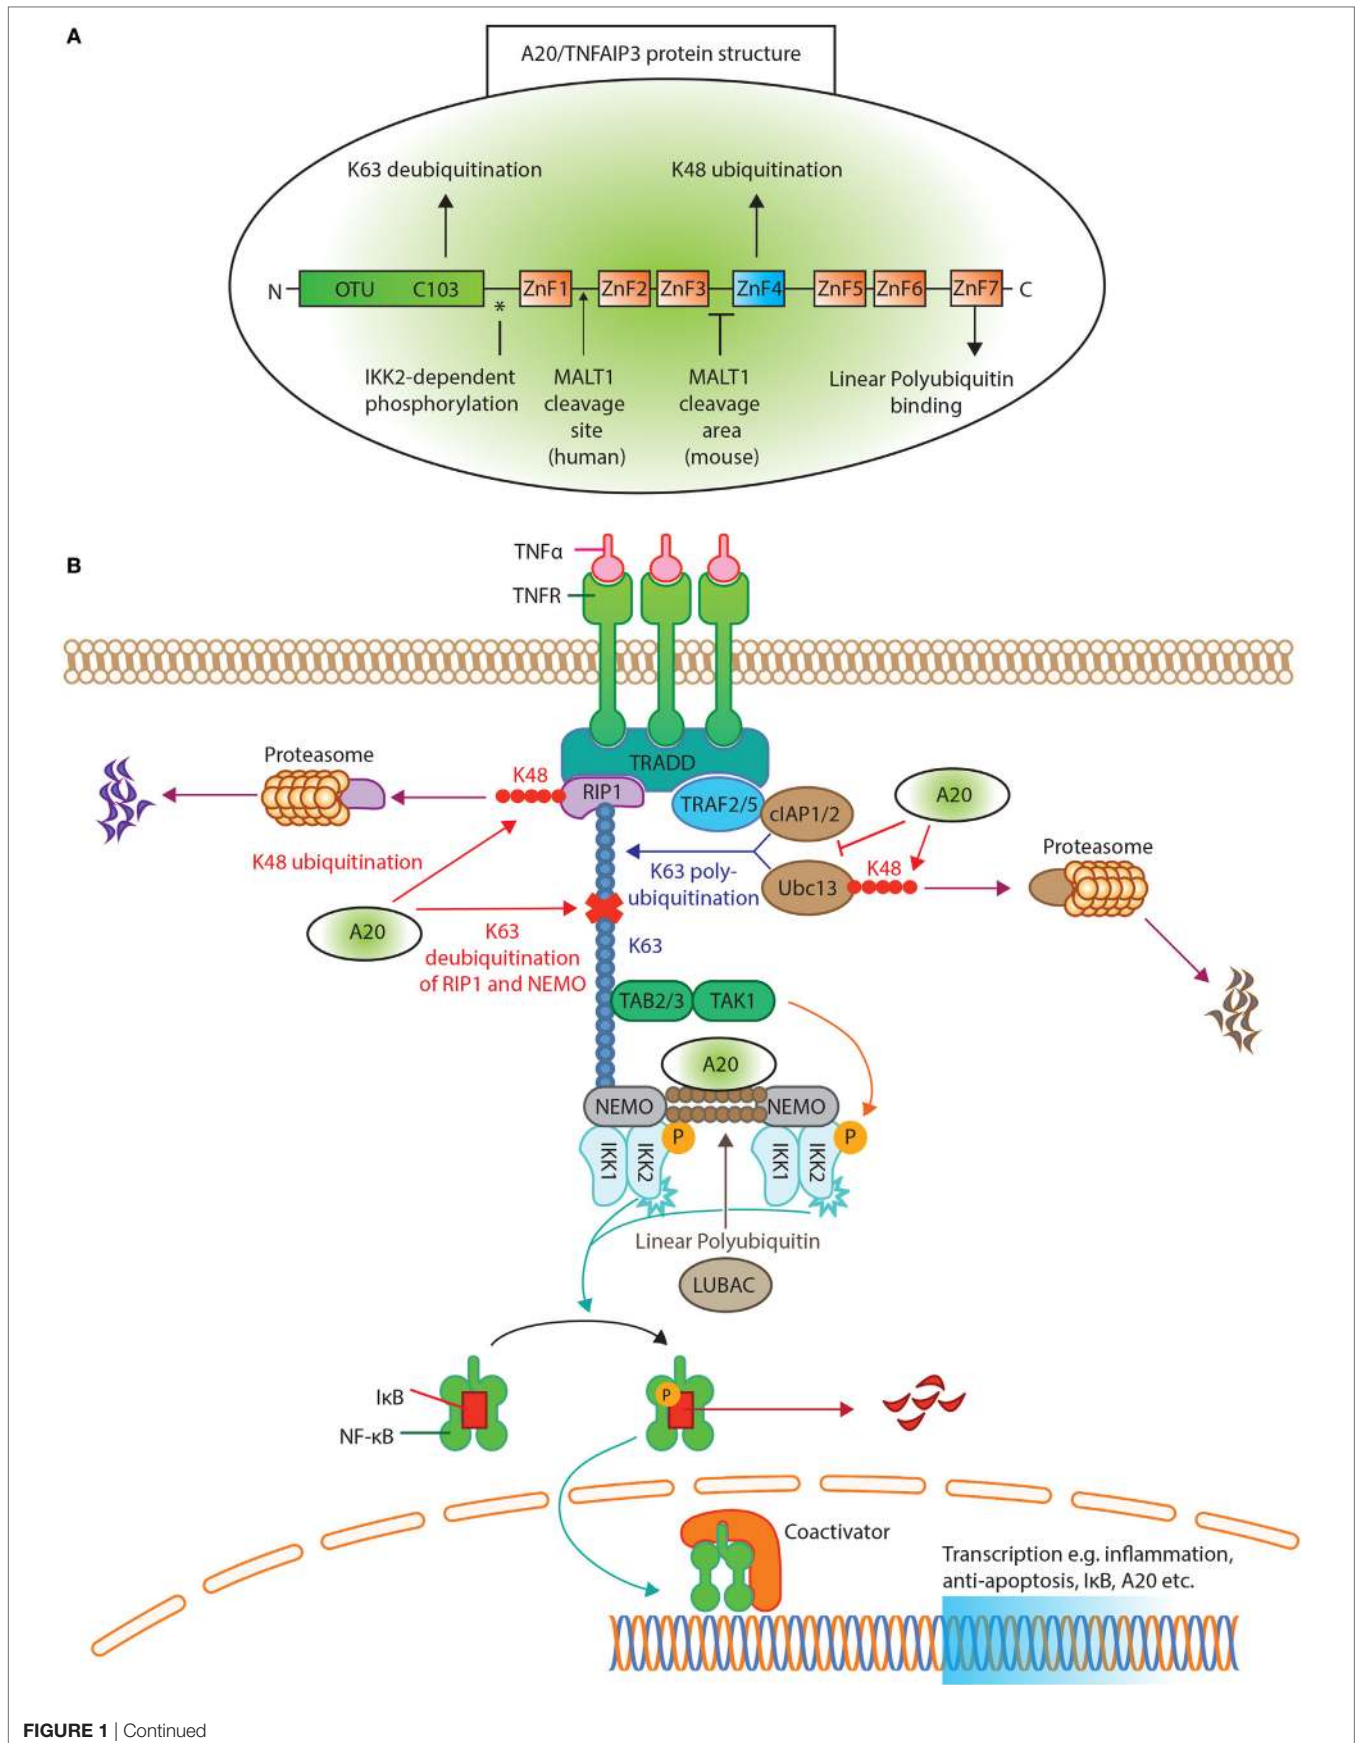 A
A20/TNFAIP3 protein structure
K63 deubiquitination
K48 ubiquitination
N
OTU
C103
ZnF1
ZnF2
ZnF3
ZnF4
ZnF5
ZnF6
ZnF7
C
*
IKK2-dependent
phosphorylation
MALT1
cleavage
site
(human)
MALT1
cleavage
area
(mouse)
Linear Polyubiquitin
binding
B
TNFα
TNFR
TRADD
Proteasome
K48
RIP1
TRAF2/5
cIAP1/2
A20
K48 ubiquitination
K63 poly-
ubiquitination
Ubc13
K48
Proteasome
A20
K63
deubiquitination
of RIP1 and NEMO
K63
TAB2/3
TAK1
A20
NEMO
NEMO
P
P
IKK1
IKK2
IKK1
IKK2
Linear Polyubiquitin
LUBAC
IκB
NF-κB
P
Coactivator
Transcription e.g. inflammation,
anti-apoptosis, IκB, A20 etc.
FIGURE 1 | Continued